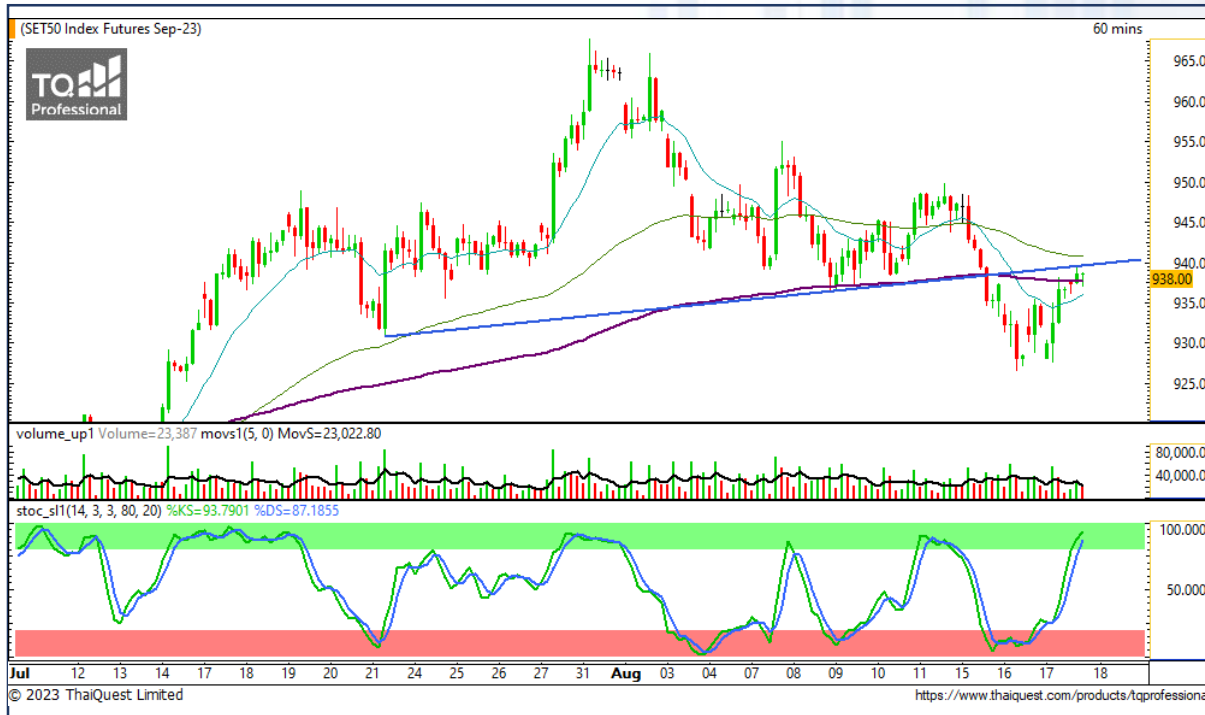 (SET50 Index Futures Sep-23) 60 mins
TQ
Professional
965.0
960.0
955.0
950.0
945.0
940.0
938.00
935.0
930.0
925.0
volume_up1 Volume=23,387 movs1(5, 0) MovS=23,022.80
80,000.0
40,000.0
stoc_sl1(14, 3, 3, 80, 20) %KS=93.7901 %DS=87.1855
100.000
50.000
Jul 12 13 14 17 18 19 20 21 24 25 26 27 31 Aug 03 04 07 08 09 10 11 15 16 17 18
© 2023 ThaiQuest Limited https://www.thaiquest.com/products/tqprofessiona